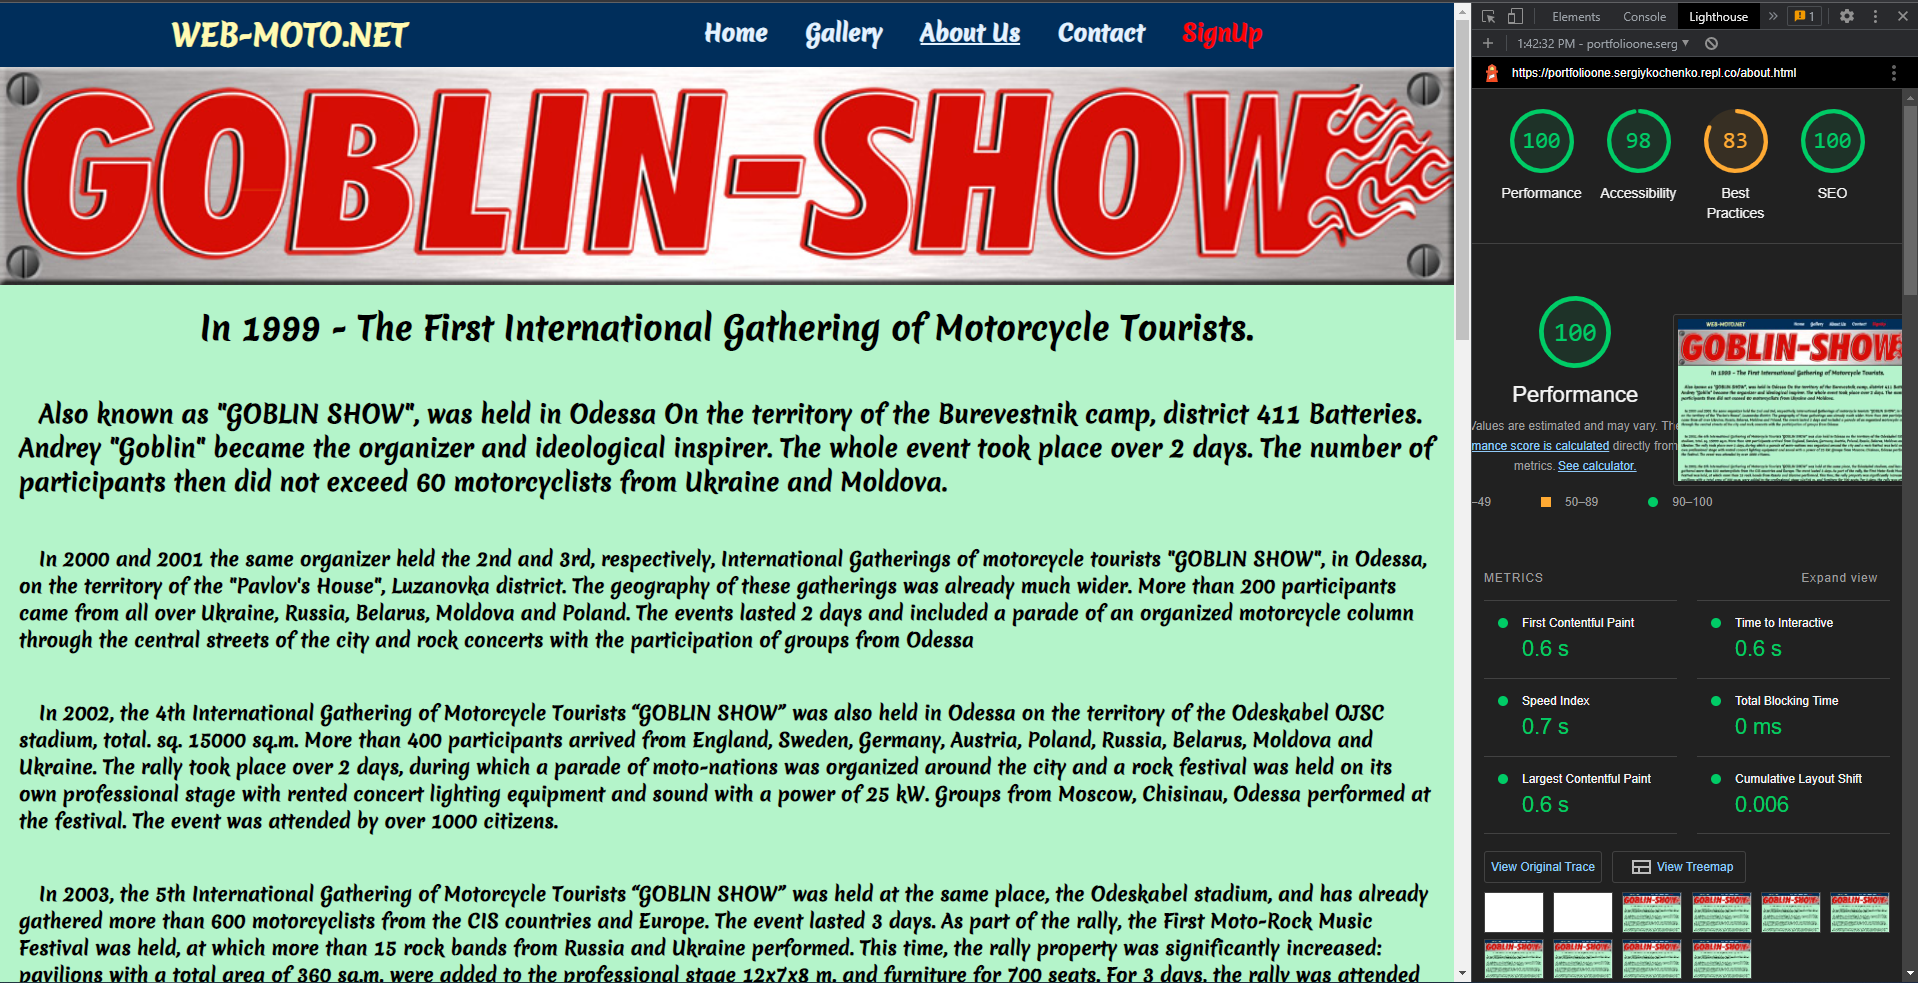 WEB-MOTO.NET
Home Gallery About Us Contact SignUp
GOBLIN-SHOW
In 1999 - The First International Gathering of Motorcycle Tourists.
Also known as "GOBLIN SHOW", was held in Odessa On the territory of the Burevestnik camp, district 411 Batteries.
Andrey "Goblin" became the organizer and ideological inspirer. The whole event took place over 2 days. The number of
participants then did not exceed 60 motorcyclists from Ukraine and Moldova.
In 2000 and 2001 the same organizer held the 2nd and 3rd, respectively, International Gatherings of motorcycle tourists "GOBLIN SHOW", in Odessa,
on the territory of the "Pavlov's House", Luzanovka district. The geography of these gatherings was already much wider. More than 200 participants
came from all over Ukraine, Russia, Belarus, Moldova and Poland. The events lasted 2 days and included a parade of an organized motorcycle column
through the central streets of the city and rock concerts with the participation of groups from Odessa
In 2002, the 4th International Gathering of Motorcycle Tourists “GOBLIN SHOW” was also held in Odessa on the territory of the Odeskabel OJSC
stadium, total. sq. 15000 sq.m. More than 400 participants arrived from England, Sweden, Germany, Austria, Poland, Russia, Belarus, Moldova and
Ukraine. The rally took place over 2 days, during which a parade of moto-nations was organized around the city and a rock festival was held on its
own professional stage with rented concert lighting equipment and sound with a power of 25 kW. Groups from Moscow, Chisinau, Odessa performed at
the festival. The event was attended by over 1000 citizens.
In 2003, the 5th International Gathering of Motorcycle Tourists “GOBLIN SHOW” was held at the same place, the Odeskabel stadium, and has already
gathered more than 600 motorcyclists from the CIS countries and Europe. The event lasted 3 days. As part of the rally, the First Moto-Rock Music
Festival was held, at which more than 15 rock bands from Russia and Ukraine performed. This time, the rally property was significantly increased:
pavilions with a total area of 360 sq.m. were added to the professional stage 12x7x8 m. and furniture for 700 seats. For 3 days, the rally was attended
Elements Console Lighthouse 1
1:42:32 PM - portfolioone.serg
https://portfolioone.sergiykochenko.repl.co/about.html
100 98 83 100
Performance Accessibility Best Practices SEO
100
Performance
Values are estimated and may vary. The
mance score is calculated directly from
metrics. See calculator.
–49 50–89 90–100
METRICS Expand view
First Contentful Paint Time to Interactive
0.6 s 0.6 s
Speed Index Total Blocking Time
0.7 s 0 ms
Largest Contentful Paint Cumulative Layout Shift
0.6 s 0.006
View Original Trace View Treemap